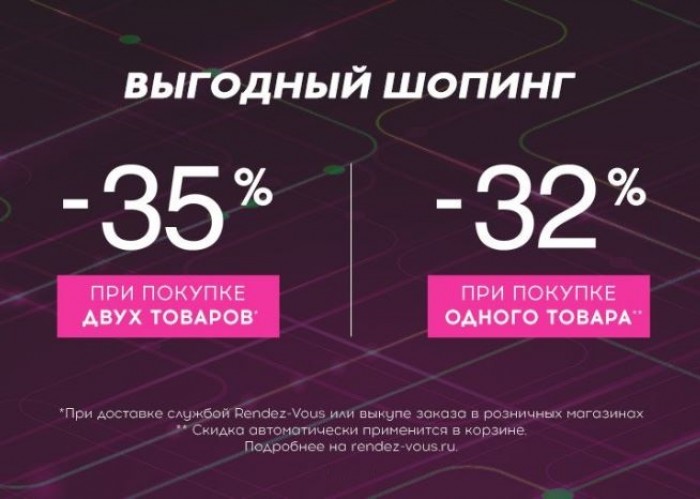 ВЫГОДНЫЙ ШОПИНГ
-35%
ПРИ ПОКУПКЕ
ДВУХ ТОВАРОВ*
-32%
ПРИ ПОКУПКЕ
ОДНОГО ТОВАРА**
*При доставке службой Rendez-Vous или выкупе заказа в розничных магазинах
** Скидка автоматически применится в корзине.
Подробнее на rendez-vous.ru.